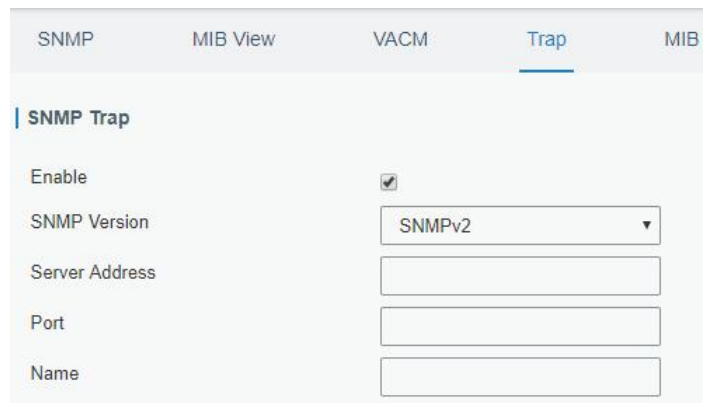 SNMP MIB View VACM Trap MIB
SNMP Trap
Enable
SNMP Version SNMPv2
Server Address
Port
Name